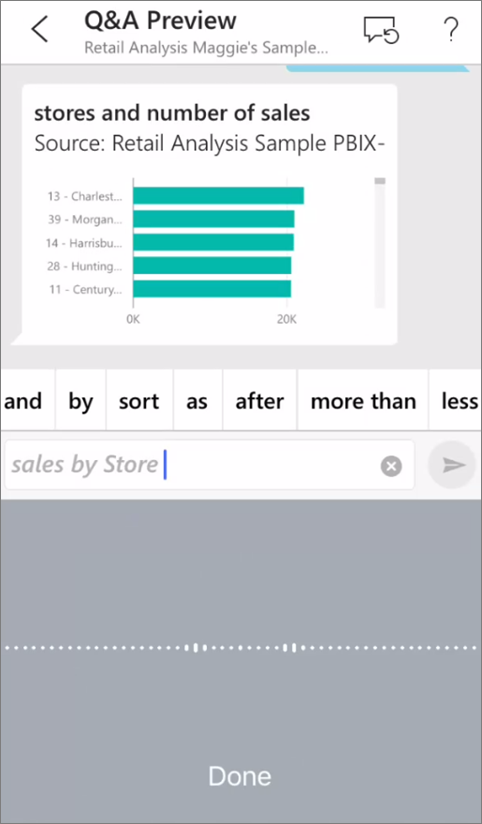 Q&A Preview
Retail Analysis Maggie's Sample...
?
stores and number of sales
Source: Retail Analysis Sample PBIX-
13 - Charlest...
39 - Morgan...
14 - Harrisbu...
28 - Hunting...
11 - Century...
0K 20K
and by sort as after more than less
sales by Store
Done